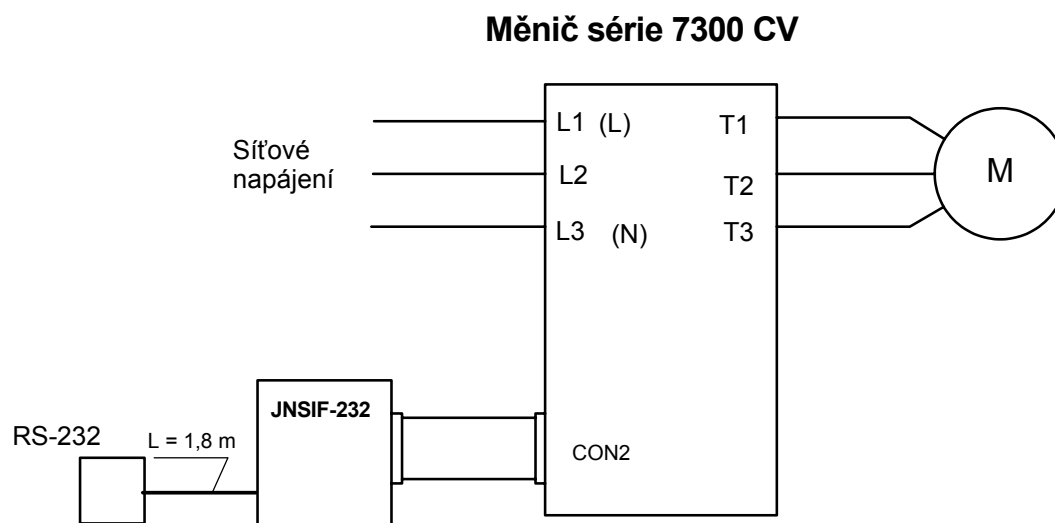 Měnič série 7300 CV
Síťové
napájení
L1 (L)
L2
L3 (N)
T1
T2
T3
M
JNSIF-232
RS-232
L = 1,8 m
CON2